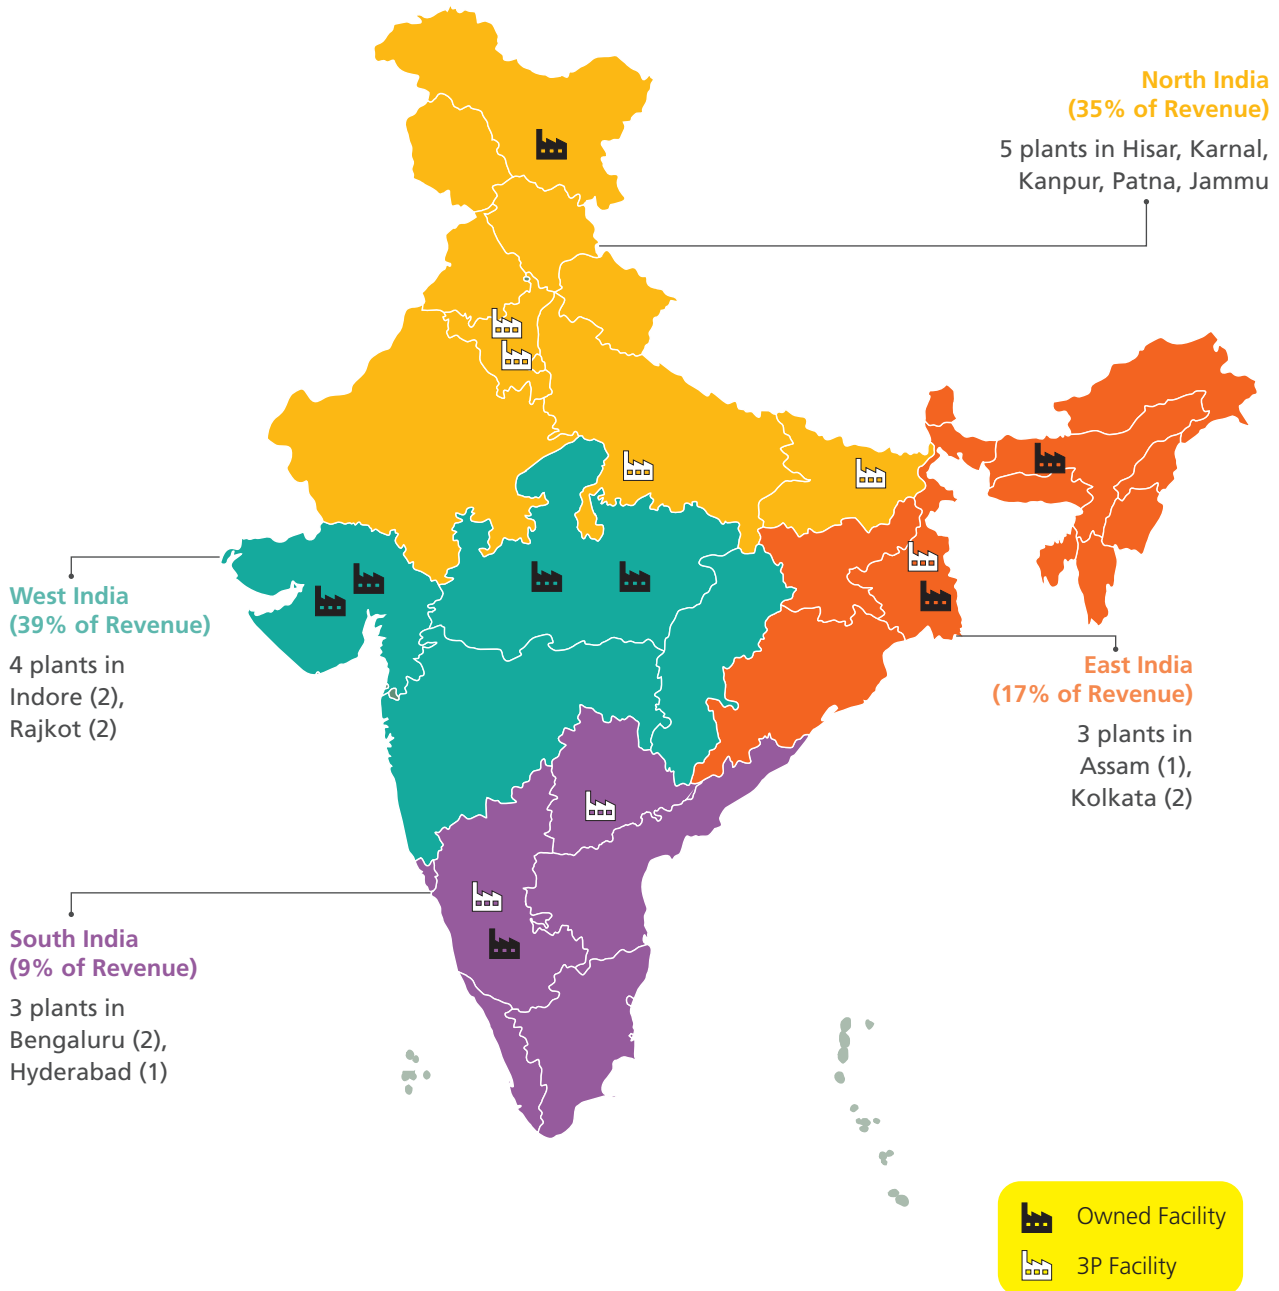 North India
(35% of Revenue)
5 plants in Hisar, Karnal,
Kanpur, Patna, Jammu
West India
(39% of Revenue)
4 plants in
Indore (2),
Rajkot (2)
East India
(17% of Revenue)
3 plants in
Assam (1),
Kolkata (2)
South India
(9% of Revenue)
3 plants in
Bengaluru (2),
Hyderabad (1)
Owned Facility
3P Facility